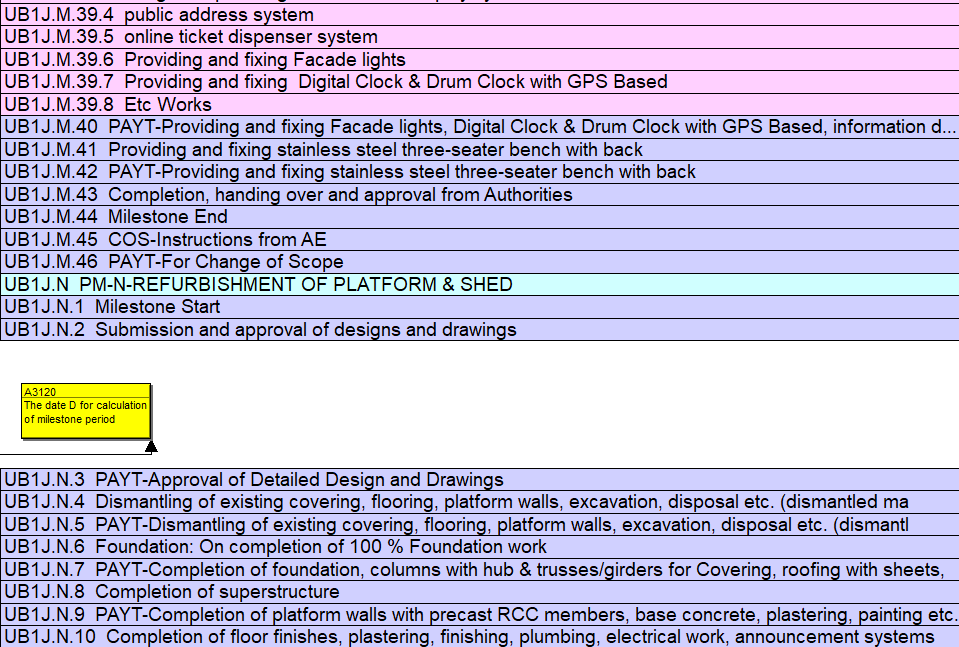 UB1J.M.39.4 public address system
UB1J.M.39.5 online ticket dispenser system
UB1J.M.39.6 Providing and fixing Facade lights
UB1J.M.39.7 Providing and fixing Digital Clock & Drum Clock with GPS Based
UB1J.M.39.8 Etc Works
UB1J.M.40 PAYT-Providing and fixing Facade lights, Digital Clock & Drum Clock with GPS Based, information d...
UB1J.M.41 Providing and fixing stainless steel three-seater bench with back
UB1J.M.42 PAYT-Providing and fixing stainless steel three-seater bench with back
UB1J.M.43 Completion, handing over and approval from Authorities
UB1J.M.44 Milestone End
UB1J.M.45 COS-Instructions from AE
UB1J.M.46 PAYT-For Change of Scope
UB1J.N PM-N-REFURBISHMENT OF PLATFORM & SHED
UB1J.N.1 Milestone Start
UB1J.N.2 Submission and approval of designs and drawings
A3120
The date D for calculation
of milestone period
UB1J.N.3 PAYT-Approval of Detailed Design and Drawings
UB1J.N.4 Dismantling of existing covering, flooring, platform walls, excavation, disposal etc. (dismantled ma
UB1J.N.5 PAYT-Dismantling of existing covering, flooring, platform walls, excavation, disposal etc. (dismantl
UB1J.N.6 Foundation: On completion of 100 % Foundation work
UB1J.N.7 PAYT-Completion of foundation, columns with hub & trusses/girders for Covering, roofing with sheets,
UB1J.N.8 Completion of superstructure
UB1J.N.9 PAYT-Completion of platform walls with precast RCC members, base concrete, plastering, painting etc.
UB1J.N.10 Completion of floor finishes, plastering, finishing, plumbing, electrical work, announcement systems